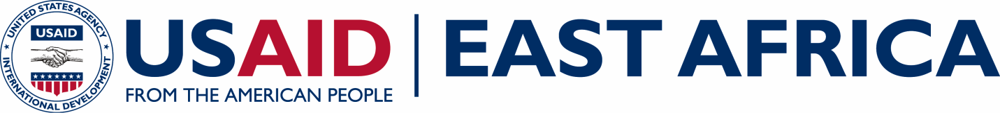 UNITED STATES AGENCY
INTERNATIONAL DEVELOPMENT
USAID
USAID
FROM THE AMERICAN PEOPLE
EAST AFRICA